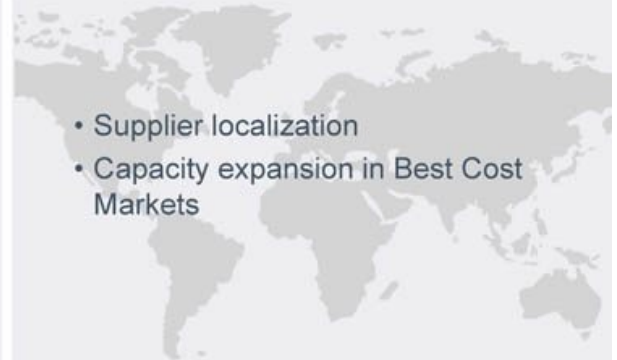 • Supplier localization
• Capacity expansion in Best Cost
Markets